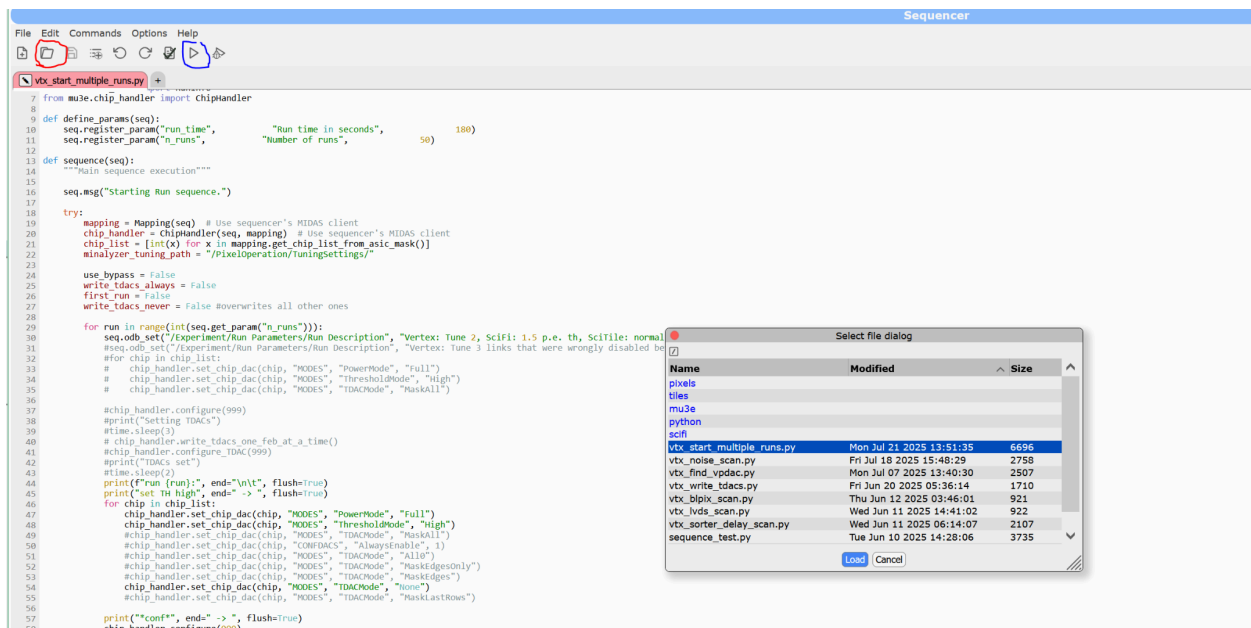 Sequencer
File Edit Commands Options Help
vtx_start_multiple_runs.py +
7 from mu3e.chip_handler import ChipHandler
8
9 def define_params(seq):
10 seq.register_param("run_time", "Run time in seconds", 180)
11 seq.register_param("n_runs", "Number of runs", 50)
12
13 def sequence(seq):
14 """Main sequence execution"""
15
16 seq.msg("Starting Run sequence.")
17
18 try:
19 mapping = Mapping(seq) # Use sequencer's MIDAS client
20 chip_handler = ChipHandler(seq, mapping) # Use sequencer's MIDAS client
21 chip_list = [int(x) for x in mapping.get_chip_list_from_asic_mask()]
22 minalyzer_tuning_path = "/PixelOperation/TuningSettings/"
23
24 use_bypass = False
25 write_tdacs_always = False
26 first_run = False
27 write_tdacs_never = False #overwrites all other ones
28
29 for run in range(int(seq.get_param("n_runs"))):
30 seq.odb_set("/Experiment/Run Parameters/Run Description", "Vertex: Tune 2, SciFi: 1.5 p.e. th, SciTile: normal
31 #seq.odb_set("/Experiment/Run Parameters/Run Description", "Vertex: Tune 3 links that were wrongly disabled be
32 #for chip in chip_list:
33 # chip_handler.set_chip_dac(chip, "MODES", "PowerMode", "Full")
34 # chip_handler.set_chip_dac(chip, "MODES", "ThresholdMode", "High")
35 # chip_handler.set_chip_dac(chip, "MODES", "TDACMode", "MaskAll")
36
37 #chip_handler.configure(999)
38 #print("Setting TDACs")
39 #time.sleep(3)
40 # chip_handler.write_tdacs_one_feb_at_a_time()
41 #chip_handler.configure_TDAC(999)
42 #print("TDACs set")
43 #time.sleep(2)
44 print(f"run {run}:", end="\n\t", flush=True)
45 print("set TH high", end=" -> ", flush=True)
46 for chip in chip_list:
47 chip_handler.set_chip_dac(chip, "MODES", "PowerMode", "Full")
48 chip_handler.set_chip_dac(chip, "MODES", "ThresholdMode", "High")
49 #chip_handler.set_chip_dac(chip, "MODES", "TDACMode", "MaskAll")
50 #chip_handler.set_chip_dac(chip, "CONFDACS", "AlwaysEnable", 1)
51 #chip_handler.set_chip_dac(chip, "MODES", "TDACMode", "All0")
52 #chip_handler.set_chip_dac(chip, "MODES", "TDACMode", "MaskEdgesOnly")
53 #chip_handler.set_chip_dac(chip, "MODES", "TDACMode", "MaskEdges")
54 chip_handler.set_chip_dac(chip, "MODES", "TDACMode", "None")
55 #chip_handler.set_chip_dac(chip, "MODES", "TDACMode", "MaskLastRows")
56
57 print("*conf*", end=" -> ", flush=True)
Select file dialog
/
Name Modified Size
pixels
tiles
mu3e
python
scifi
vtx_start_multiple_runs.py Mon Jul 21 2025 13:51:35 6696
vtx_noise_scan.py Fri Jul 18 2025 15:48:29 2758
vtx_find_vpdac.py Mon Jul 07 2025 13:40:30 2507
vtx_write_tdacs.py Fri Jun 20 2025 05:36:14 1710
vtx_blpix_scan.py Thu Jun 12 2025 03:46:01 921
vtx_lvds_scan.py Wed Jun 11 2025 14:41:02 922
vtx_sorter_delay_scan.py Wed Jun 11 2025 06:14:07 2107
sequence_test.py Tue Jun 10 2025 14:28:06 3735
Load Cancel